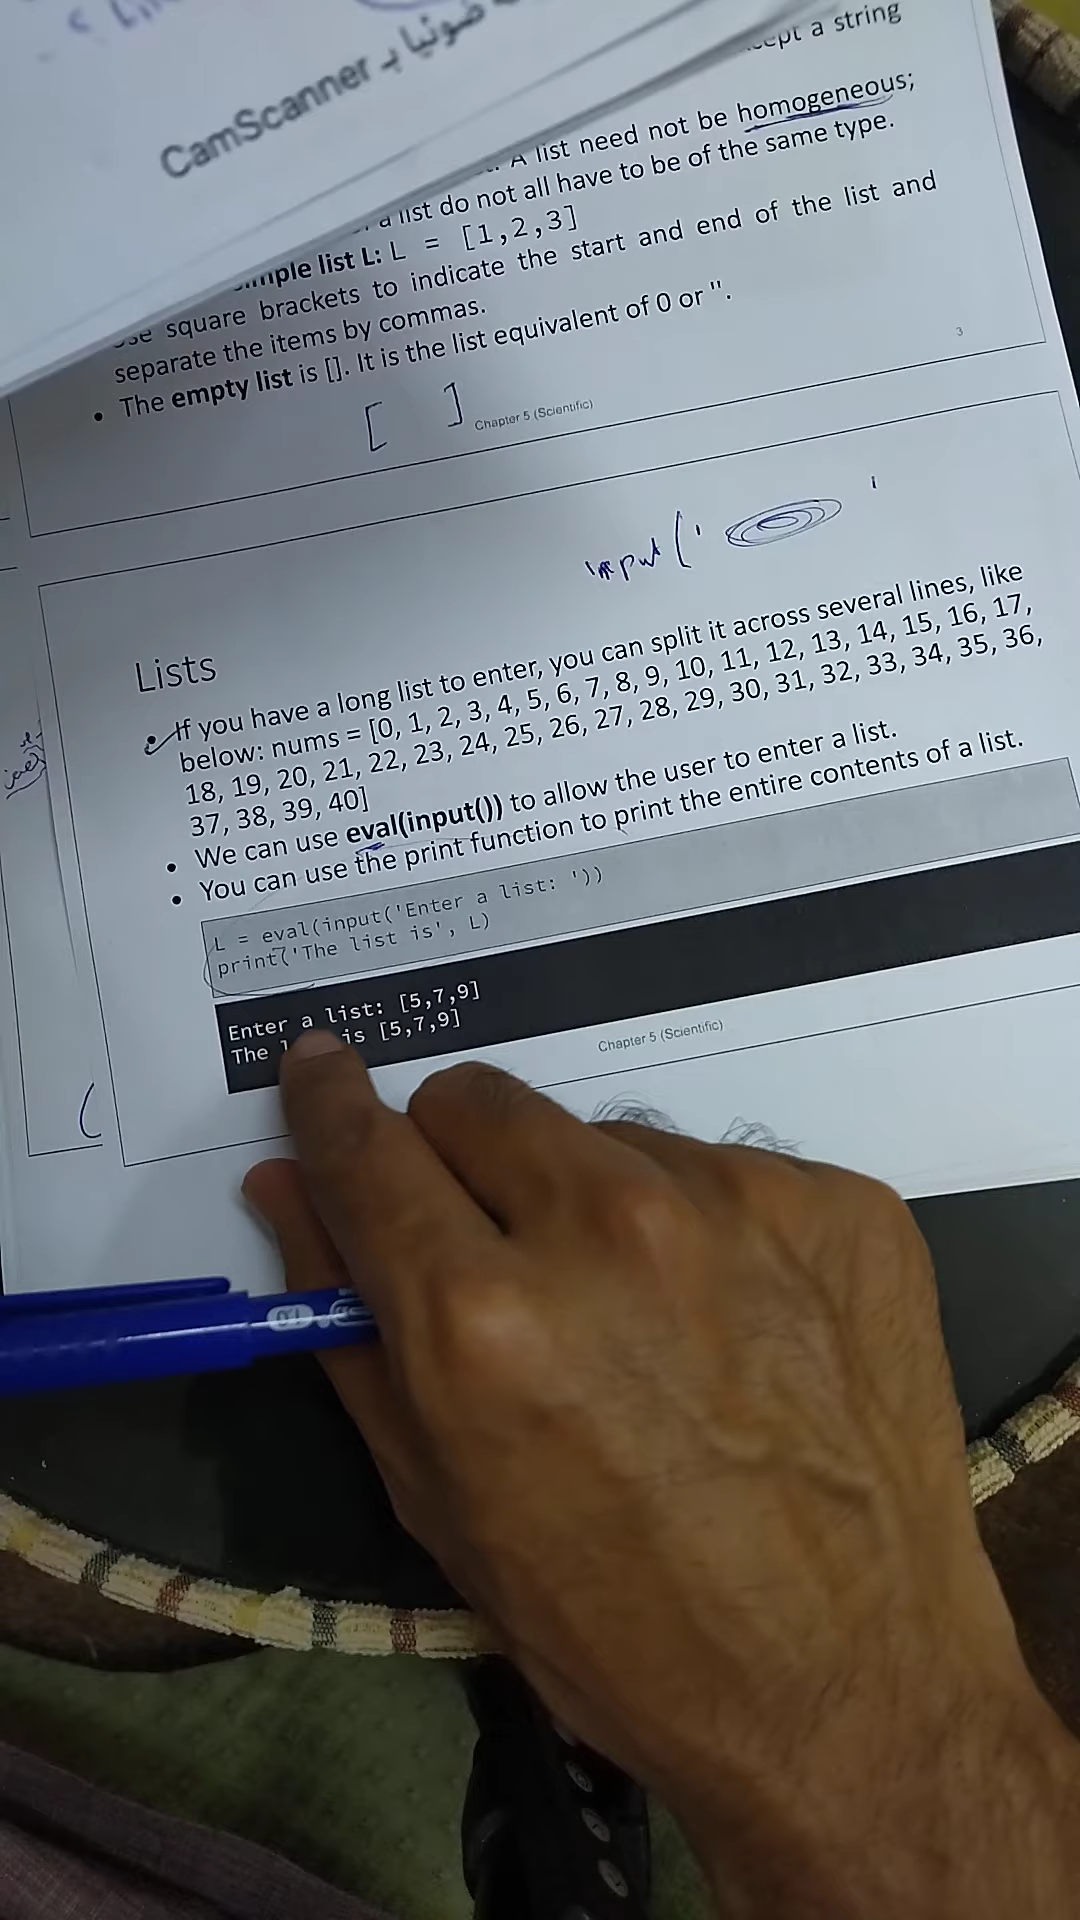 CamScanner بـ ضوئيا
cept a string
A list need not be homogeneous;
a list do not all have to be of the same type.
mple list L: L = [1,2,3]
se square brackets to indicate the start and end of the list and
separate the items by commas.
• The empty list is []. It is the list equivalent of 0 or ''.
3
[ ]
Chapter 5 (Scientific)
input ( ' '
Lists
• If you have a long list to enter, you can split it across several lines, like
below: nums = [0, 1, 2, 3, 4, 5, 6, 7, 8, 9, 10, 11, 12, 13, 14, 15, 16, 17,
18, 19, 20, 21, 22, 23, 24, 25, 26, 27, 28, 29, 30, 31, 32, 33, 34, 35, 36,
37, 38, 39, 40]
• We can use eval(input()) to allow the user to enter a list.
• You can use the print function to print the entire contents of a list.
L = eval(input('Enter a list: '))
print('The list is', L)
Enter a list: [5,7,9]
The l is [5,7,9]
Chapter 5 (Scientific)